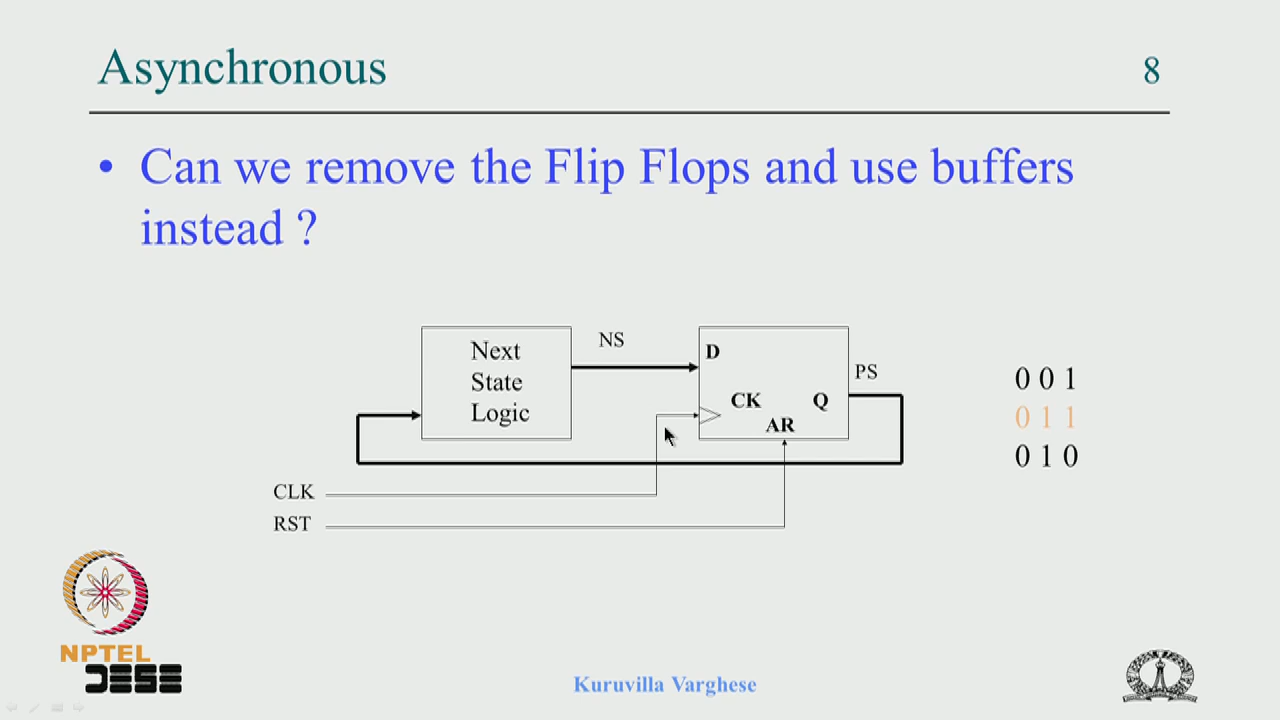 Asynchronous
8
• Can we remove the Flip Flops and use buffers
instead ?
Next
State
Logic
NS
D
CK
Q
AR
PS
0 0 1
0 1 1
0 1 0
CLK
RST
NPTEL
DESE
Kuruvilla Varghese